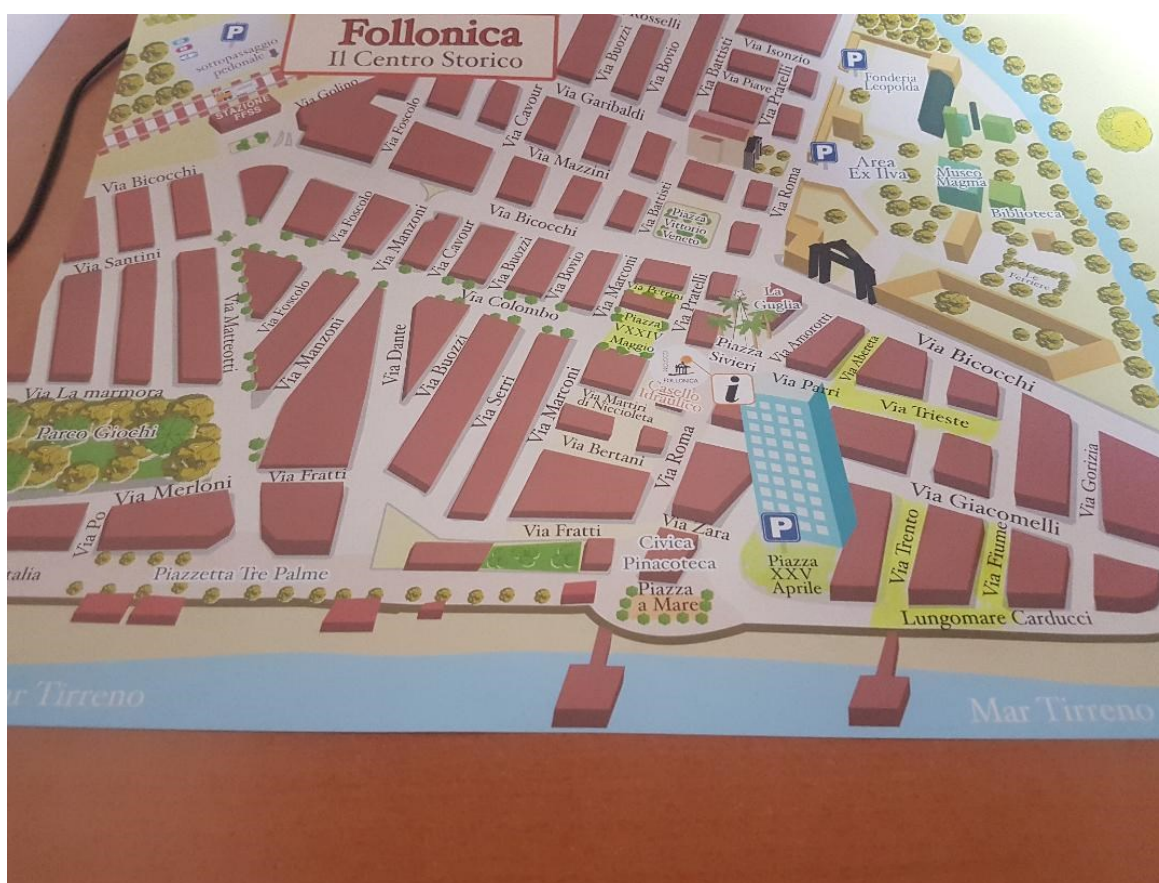 Follonica
Il Centro Storico
P
sottopassaggio
pedonale
STAZIONE
FFSS
Via Golino
Via Foscolo
Via Cavour
Via Garibaldi
Via Buozzi
Rosselli
Via Bovio
Via Battisti
Via Isonzio
Via Piave
Via Pratelli
P
Fonderia
Leopolda
P
Area
Ex Ilva
Museo
Magma
Biblioteca
Le
Ferriere
Via Mazzini
Via Bicocchi
Via Bicocchi
Via Roma
Via Battisti
Piazza
Vittorio
Veneto
Via Santini
Via Foscolo
Via Manzoni
Via Cavour
Via Buozzi
Via Bovio
Via Marconi
Via Pratelli
La
Guglia
Via Matteotti
Via Foscolo
Via Manzoni
Via Colombo
Via Dante
Via Buozzi
Via Serri
Via Marconi
Piazza
VXXIV
Maggio
Piazza
Sivieri
Via Amorotti
Via Bicocchi
FOLLONICA
i
Casello
Idraulico
Via Parri
Via Trieste
Via Martiri
di Niccioleta
Via Bertani
Via Roma
Via La marmora
Parco Giochi
Via Merloni
Via Fratti
Via Po
Via Fratti
Via Zara
Via Giacomelli
Via Gorizia
Via Trento
Via Fiume
P
Piazza
XXV
Aprile
Civica
Pinacoteca
Piazza
a Mare
talia
Piazzetta Tre Palme
Lungomare Carducci
Tirreno
Mar Tirreno